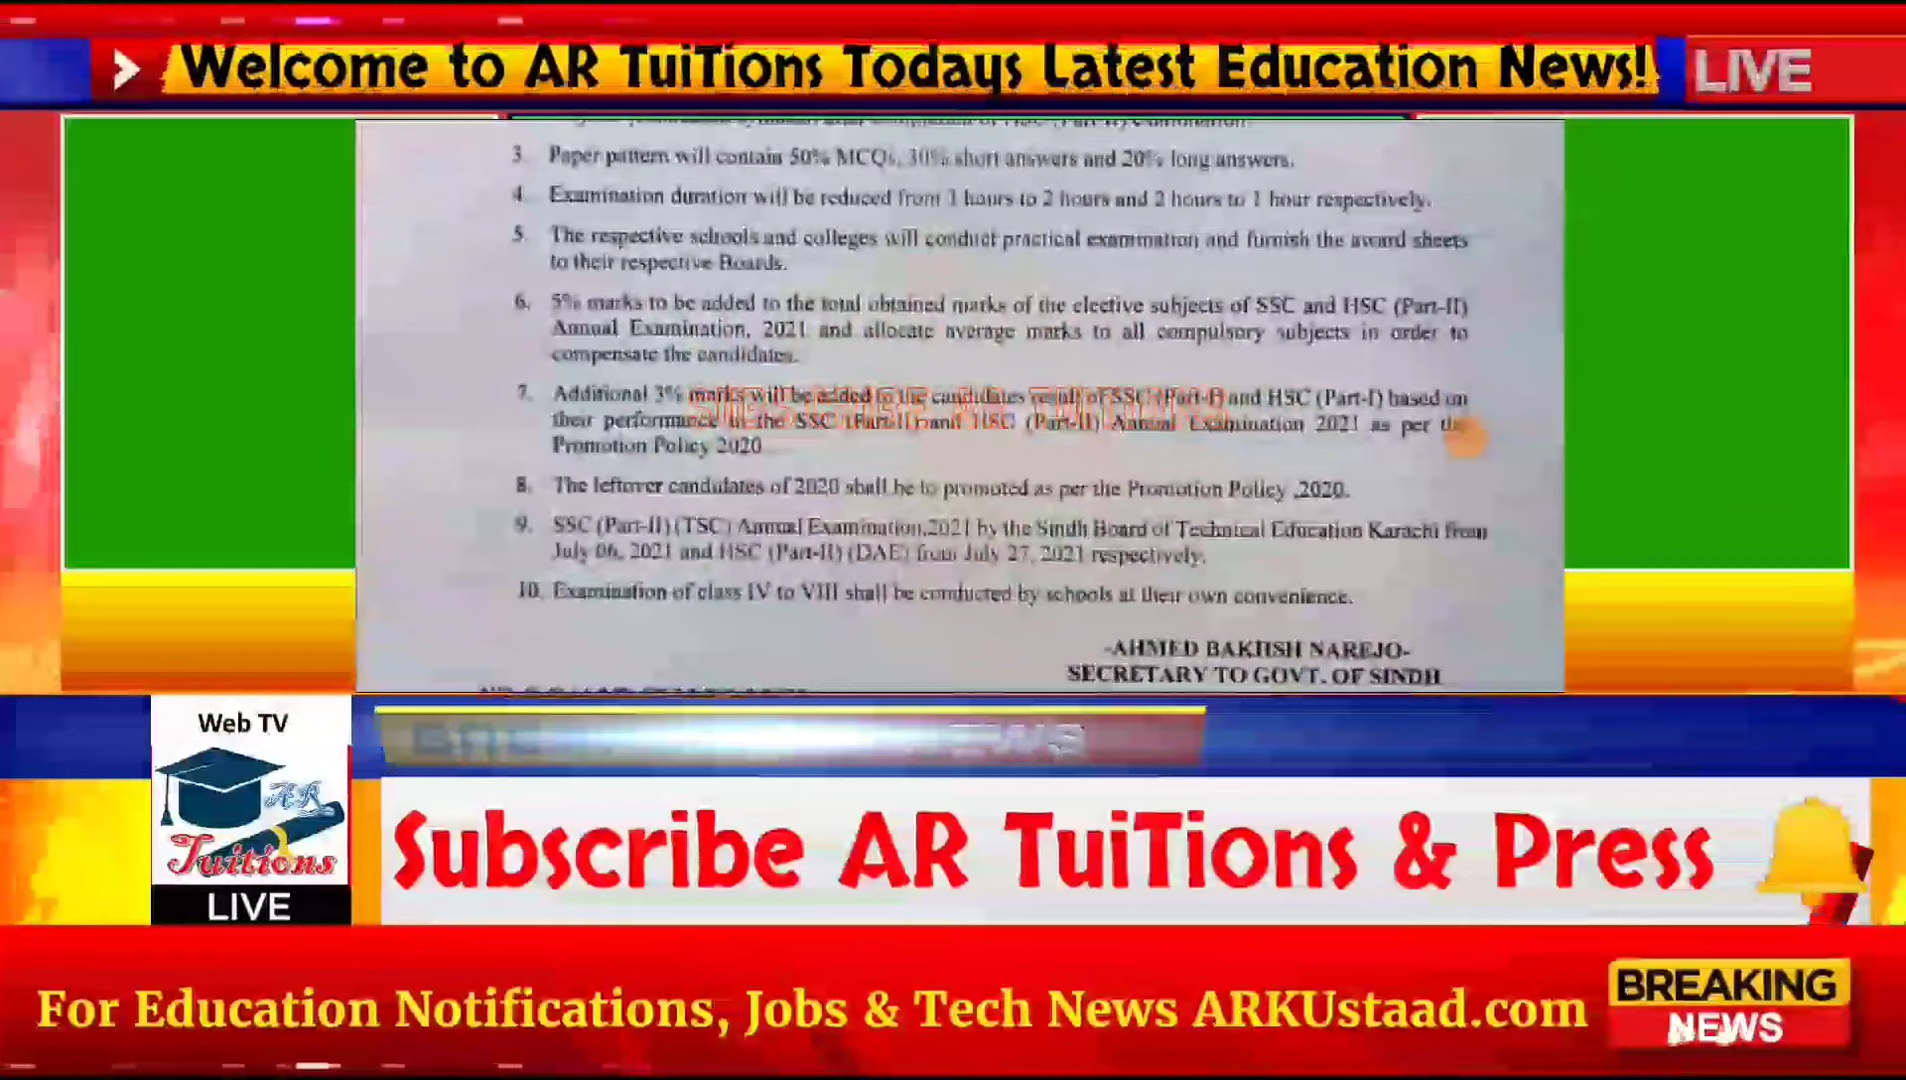 Welcome to AR TuiTions Todays Latest Education News!
LIVE
3. Paper pattern will contain 50% MCQs, 30% short answers and 20% long answers.
4. Examination duration will be reduced from 3 hours to 2 hours and 2 hours to 1 hour respectively.
5. The respective schools and colleges will conduct practical examination and furnish the award sheets
to their respective Boards.
6. 5% marks to be added to the total obtained marks of the elective subjects of SSC and HSC (Part-II)
Annual Examination, 2021 and allocate average marks to all compulsory subjects in order to
compensate the candidates.
7. Additional 3% marks will be added to the candidates result of SSC (Part-I) and HSC (Part-I) based on
their performance in the SSC (Part-II) and HSC (Part-II) Annual Examination 2021 as per the
Promotion Policy 2020
8. The leftover candidates of 2020 shall be to promoted as per the Promotion Policy ,2020.
9. SSC (Part-II) (TSC) Annual Examination,2021 by the Sindh Board of Technical Education Karachi from
July 06, 2021 and HSC (Part-II) (DAE) from July 27, 2021 respectively.
10. Examination of class IV to VIII shall be conducted by schools at their own convenience.
-AHMED BAKHSH NAREJO-
SECRETARY TO GOVT. OF SINDH
Web TV
AR
Tuitions
LIVE
Subscribe AR TuiTions & Press
For Education Notifications, Jobs & Tech News ARKUstaad.com
BREAKING
NEWS